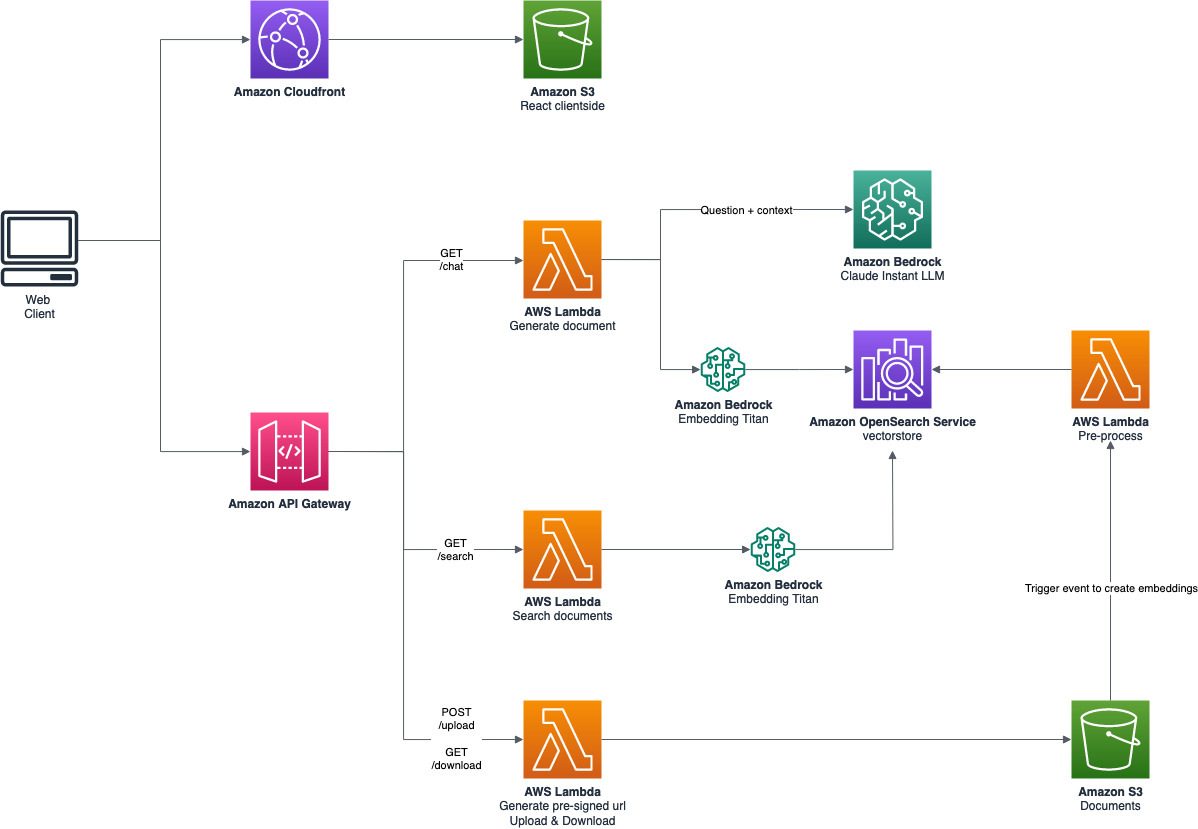 Amazon Cloudfront
Amazon S3
React clientside
Web
Client
GET
/chat
AWS Lambda
Generate document
Question + context
Amazon Bedrock
Claude Instant LLM
Amazon Bedrock
Embedding Titan
Amazon OpenSearch Service
vectorstore
AWS Lambda
Pre-process
</>
Amazon API Gateway
GET
/search
AWS Lambda
Search documents
Amazon Bedrock
Embedding Titan
Trigger event to create embeddings
POST
/upload
GET
/download
AWS Lambda
Generate pre-signed url
Upload & Download
Amazon S3
Documents